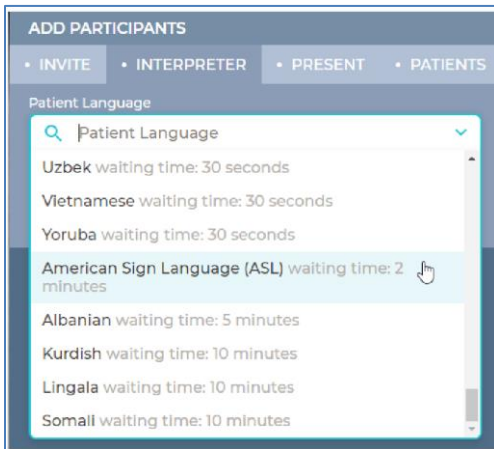 ADD PARTICIPANTS
• INVITE • INTERPRETER • PRESENT • PATIENTS
Patient Language
Patient Language
Uzbek waiting time: 30 seconds
Vietnamese waiting time: 30 seconds
Yoruba waiting time: 30 seconds
American Sign Language (ASL) waiting time: 2
minutes
Albanian waiting time: 5 minutes
Kurdish waiting time: 10 minutes
Lingala waiting time: 10 minutes
Somali waiting time: 10 minutes